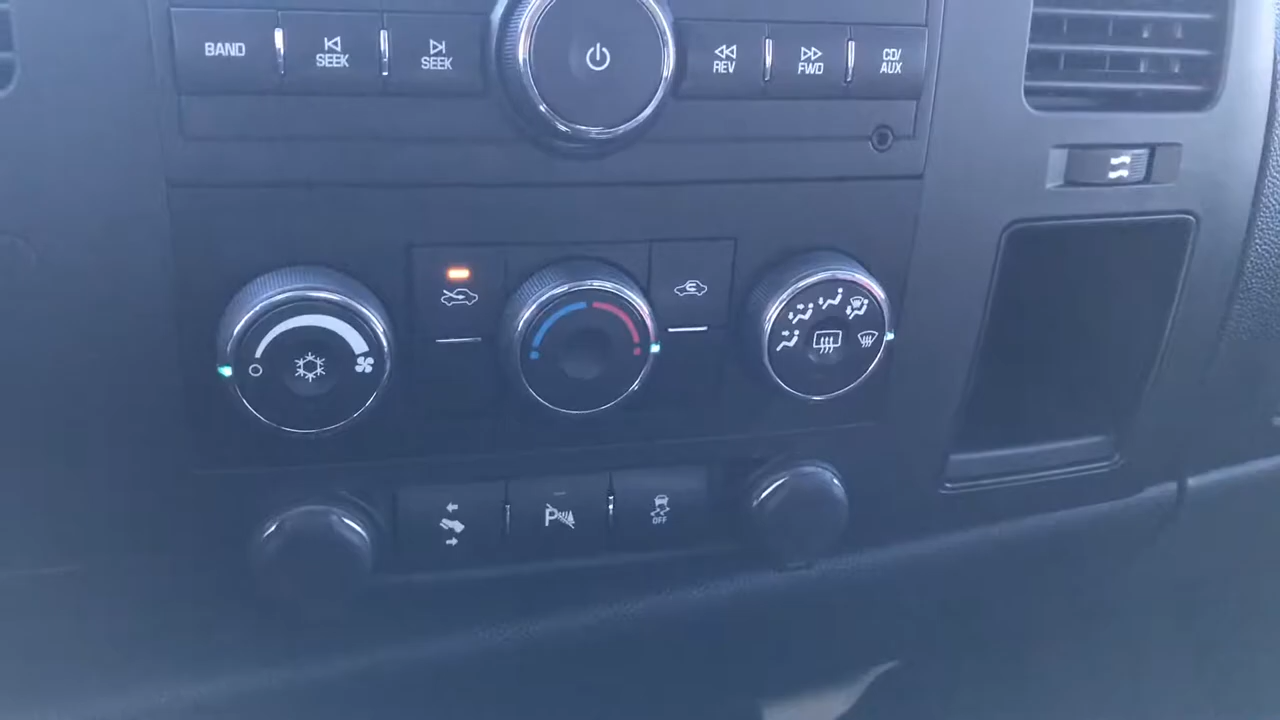 BAND
SEEK
SEEK
REV
FWD
CD/
AUX
P
OFF